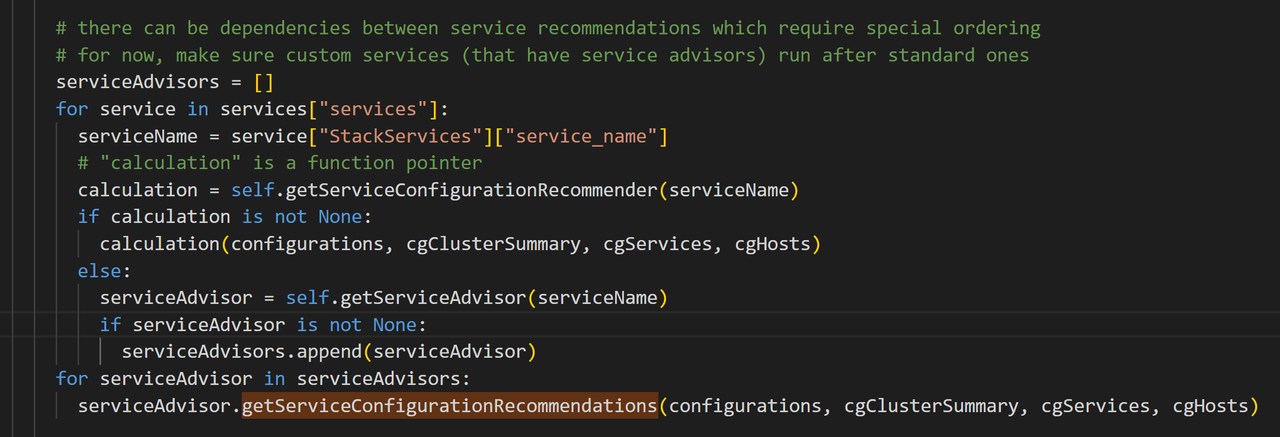 # there can be dependencies between service recommendations which require special ordering
# for now, make sure custom services (that have service advisors) run after standard ones
serviceAdvisors = []
for service in services["services"]:
  serviceName = service["StackServices"]["service_name"]
  # "calculation" is a function pointer
  calculation = self.getServiceConfigurationRecommender(serviceName)
  if calculation is not None:
    calculation(configurations, cgClusterSummary, cgServices, cgHosts)
  else:
    serviceAdvisor = self.getServiceAdvisor(serviceName)
    if serviceAdvisor is not None:
      serviceAdvisors.append(serviceAdvisor)
for serviceAdvisor in serviceAdvisors:
  serviceAdvisor.getServiceConfigurationRecommendations(configurations, cgClusterSummary, cgServices, cgHosts)